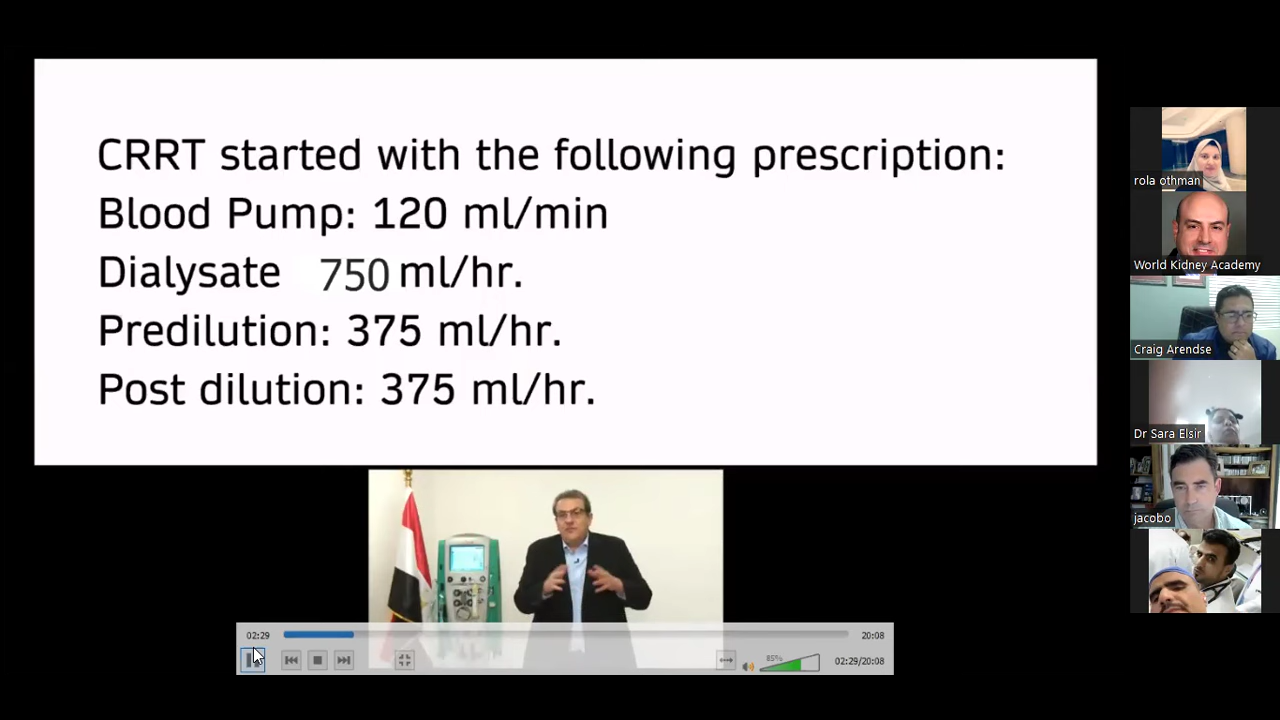 CRRT started with the following prescription:
Blood Pump: 120 ml/min
Dialysate 750 ml/hr.
Predilution: 375 ml/hr.
Post dilution: 375 ml/hr.
rola othman
World Kidney Academy
Craig Arendse
Dr Sara Elsir
jacobo
02:29
20:08
85%
02:29/20:08